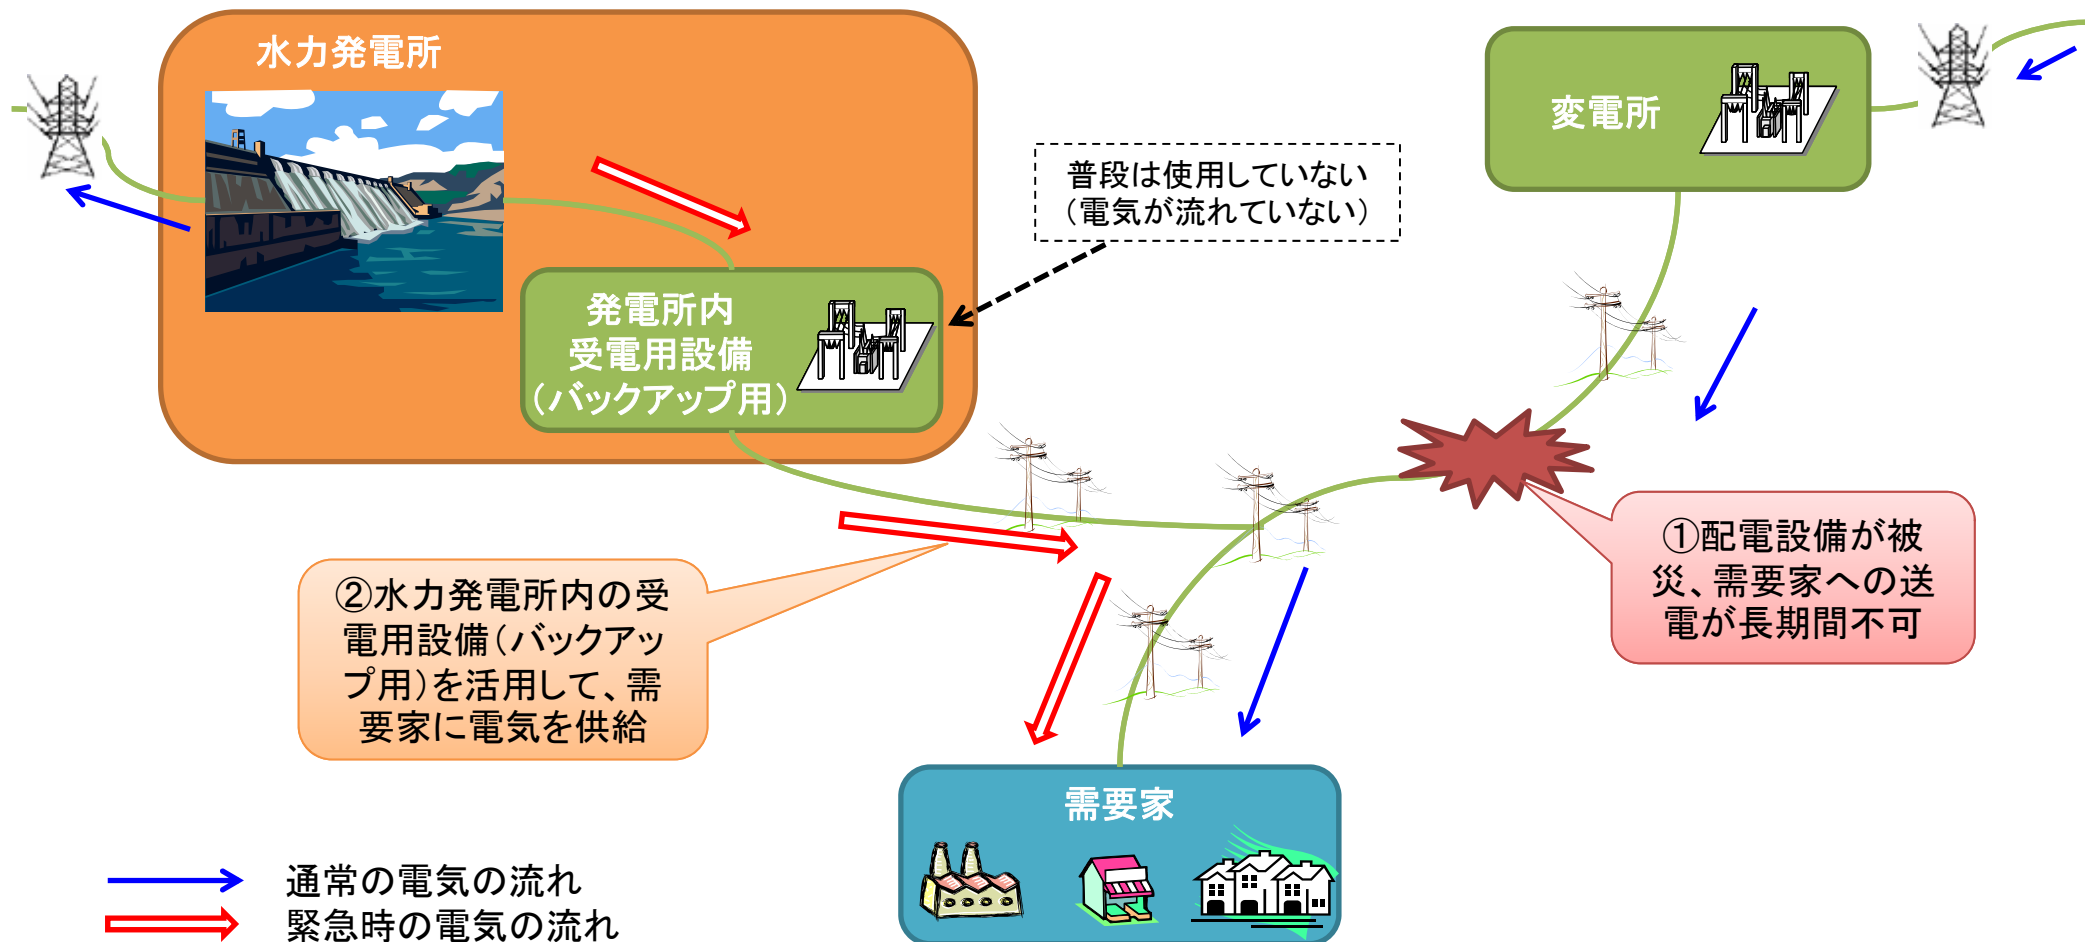 水力発電所
変電所
普段は使用していない
（電気が流れていない）
発電所内
受電用設備
（バックアップ用）
①配電設備が被
災、需要家への送
電が長期間不可
②水力発電所内の受
電用設備（バックアッ
プ用）を活用して、需
要家に電気を供給
需要家
通常の電気の流れ
緊急時の電気の流れ